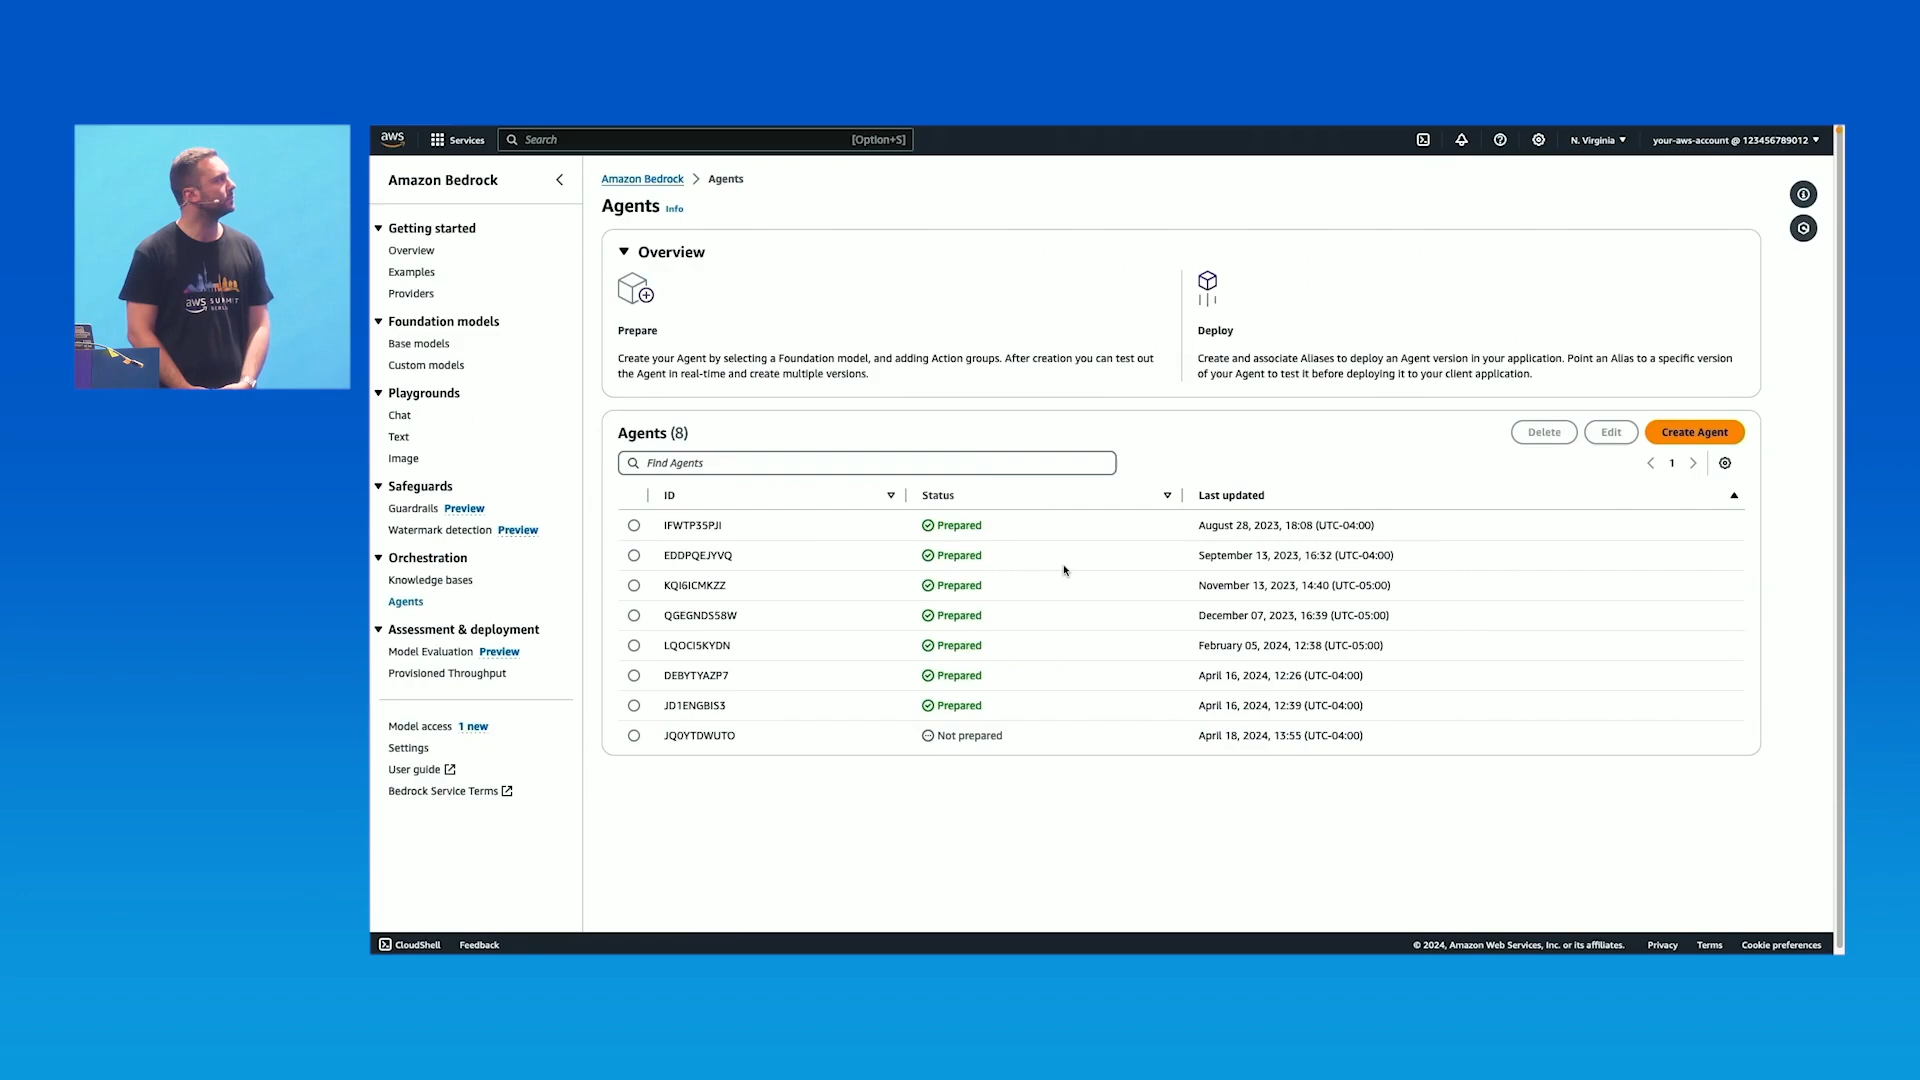 aws SUMMIT
BERLIN
aws
Services
Search
[Option+S]
N. Virginia
your-aws-account @ 123456789012
Amazon Bedrock
Getting started
Overview
Examples
Providers
Foundation models
Base models
Custom models
Playgrounds
Chat
Text
Image
Safeguards
Guardrails Preview
Watermark detection Preview
Orchestration
Knowledge bases
Agents
Assessment & deployment
Model Evaluation Preview
Provisioned Throughput
Model access 1 new
Settings
User guide
Bedrock Service Terms
Amazon Bedrock > Agents
Agents Info
Overview
Prepare
Create your Agent by selecting a Foundation model, and adding Action groups. After creation you can test out
the Agent in real-time and create multiple versions.
Deploy
Create and associate Aliases to deploy an Agent version in your application. Point an Alias to a specific version
of your Agent to test it before deploying it to your client application.
Agents (8)
Delete
Edit
Create Agent
Find Agents
1
ID Status Last updated
IFWTP35PJI Prepared August 28, 2023, 18:08 (UTC-04:00)
EDDPQEJYVQ Prepared September 13, 2023, 16:32 (UTC-04:00)
KQI6ICMKZZ Prepared November 13, 2023, 14:40 (UTC-05:00)
QGEGNDS58W Prepared December 07, 2023, 16:39 (UTC-05:00)
LQOCI5KYDN Prepared February 05, 2024, 12:38 (UTC-05:00)
DEBYTYAZP7 Prepared April 16, 2024, 12:26 (UTC-04:00)
JD1ENGBIS3 Prepared April 16, 2024, 12:39 (UTC-04:00)
JQ0YTDWUTO Not prepared April 18, 2024, 13:55 (UTC-04:00)
CloudShell
Feedback
© 2024, Amazon Web Services, Inc. or its affiliates.
Privacy
Terms
Cookie preferences